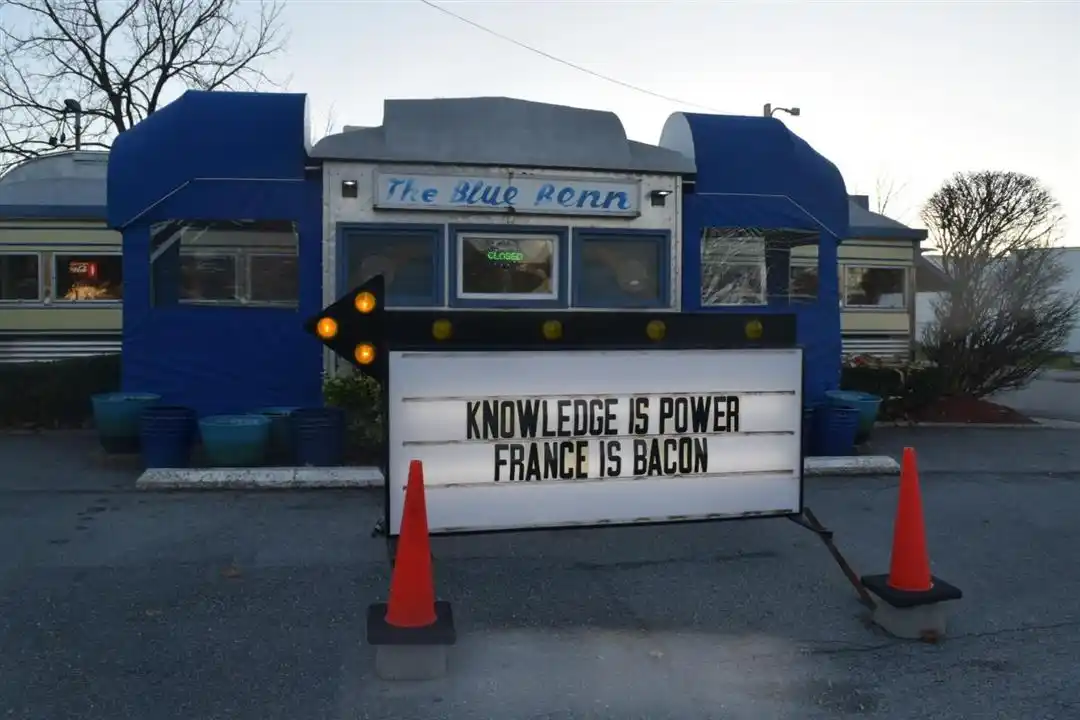 The Blue Benn
CLOSED
KNOWLEDGE IS POWER
FRANCE IS BACON